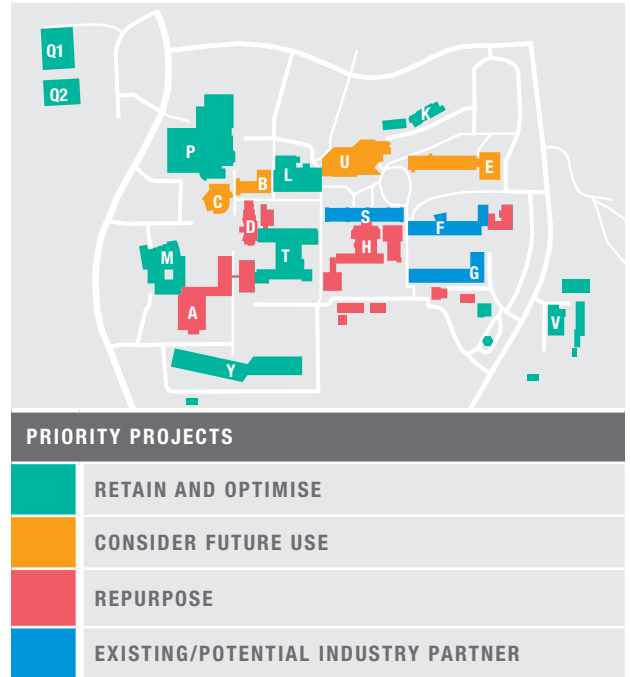 Q1
Q2
K
P
U
E
L
B
C
S
D
F
H
M
T
G
A
V
Y
PRIORITY PROJECTS
RETAIN AND OPTIMISE
CONSIDER FUTURE USE
REPURPOSE
EXISTING/POTENTIAL INDUSTRY PARTNER